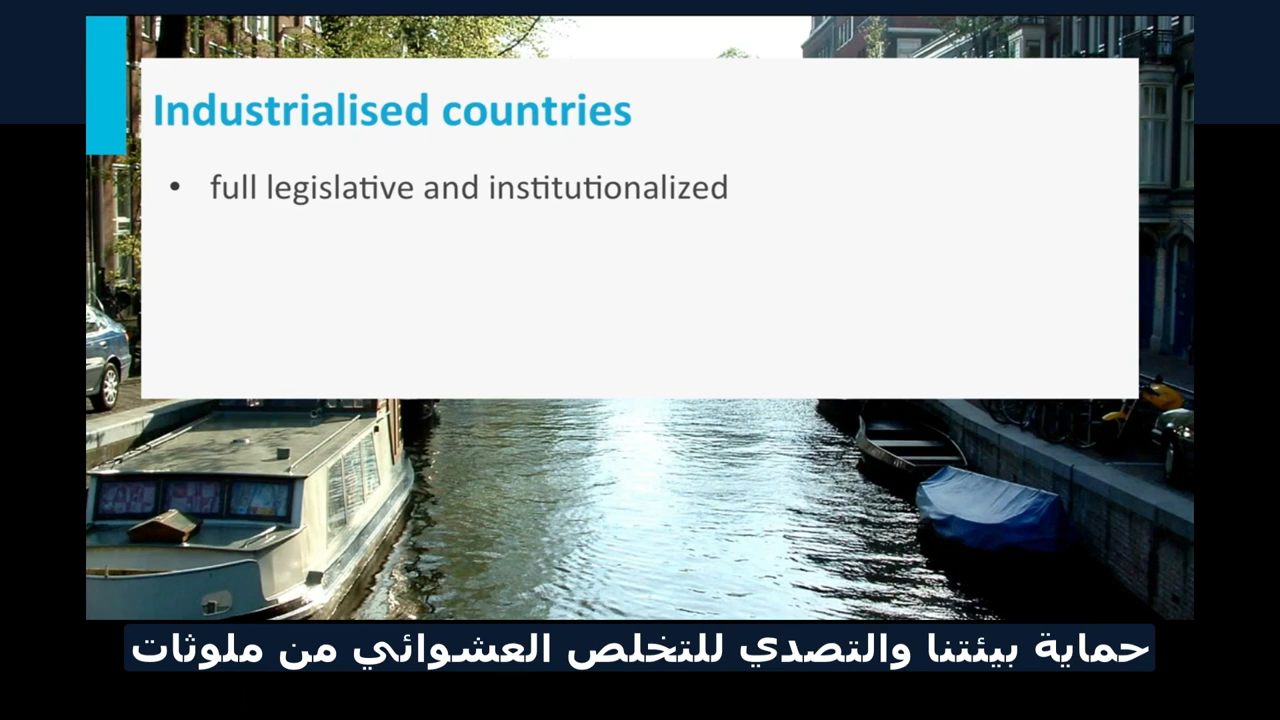 Industrialised countries
• full legislative and institutionalized
حماية بيئتنا والتصدي للتخلص العشوائي من ملوثات